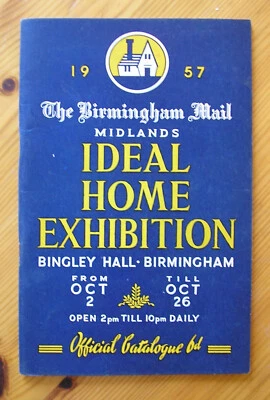 19 57
The Birmingham Mail
MIDLANDS
IDEAL
HOME
EXHIBITION
BINGLEY HALL · BIRMINGHAM
FROM TILL
OCT OCT
2 26
OPEN 2pm TILL 10pm DAILY
Official Catalogue 6d